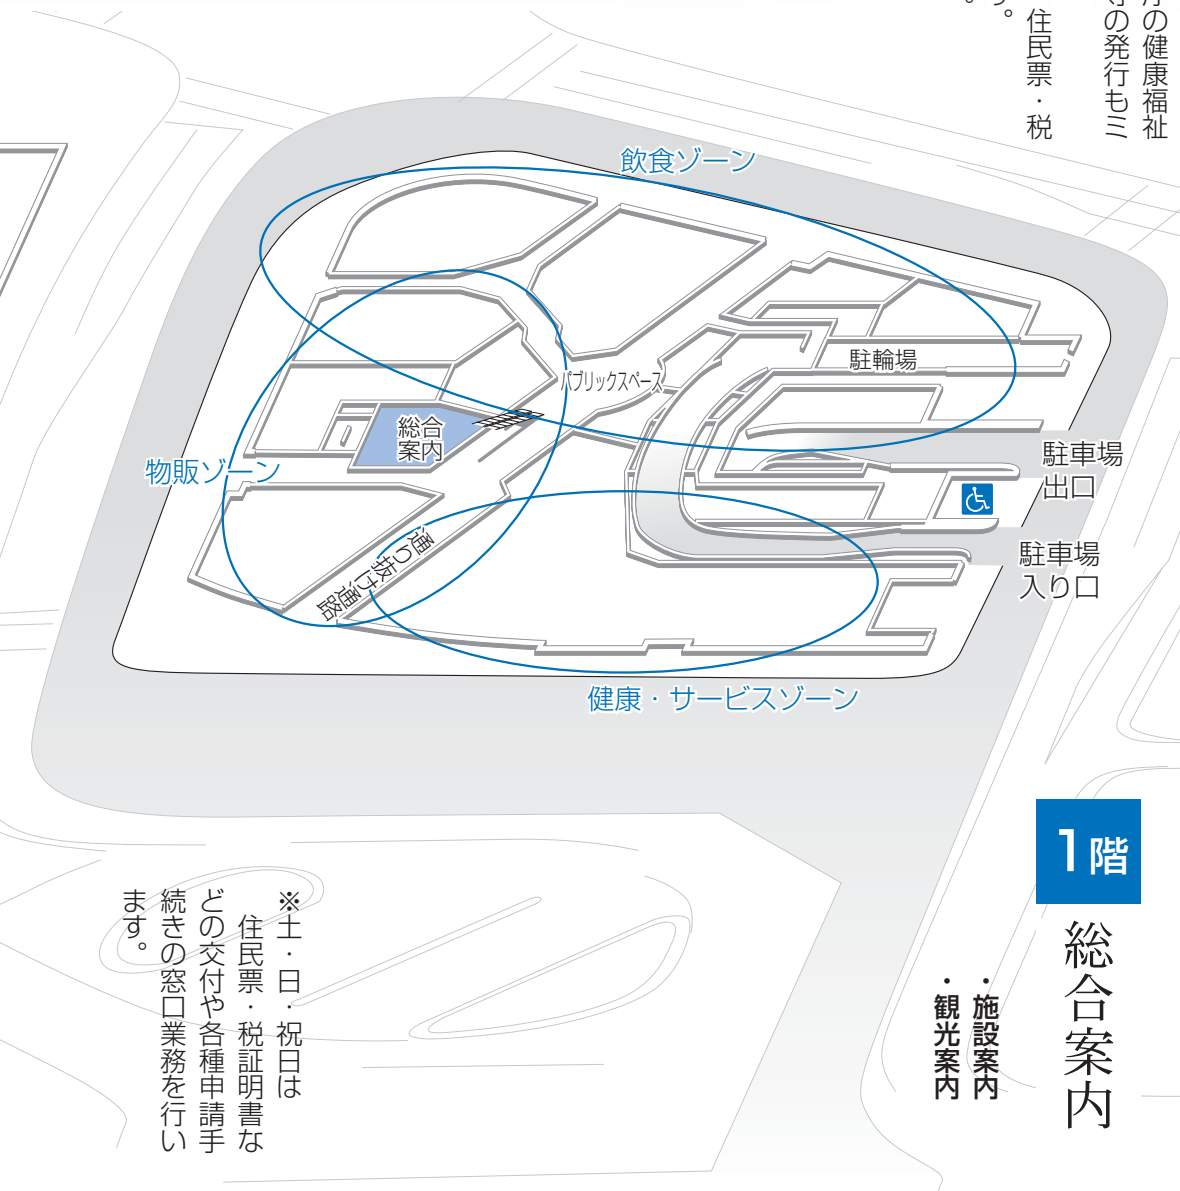 庁の健康福祉
等の発行もミ
住民票・税
す。
。
飲食ゾーン
駐輪場
パブリックスペース
総合
案内
物販ゾーン
駐車場
出口
駐車場
入り口
通り抜け通路
健康・サービスゾーン
1階
総合案内
・施設案内
・観光案内
※土・日・祝日は
住民票・税証明書な
どの交付や各種申請手
続きの窓口業務を行い
ます。